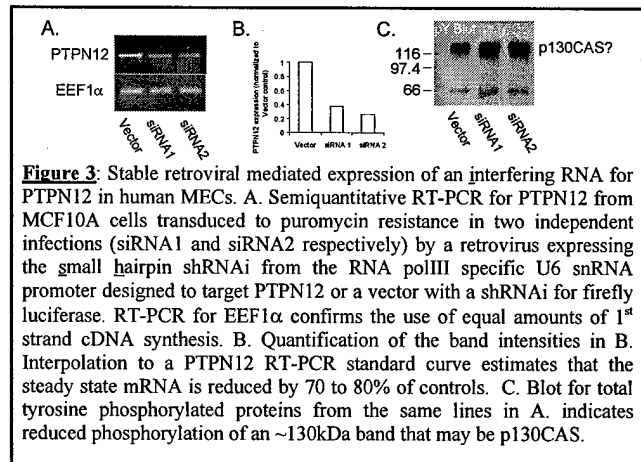 A.
B.
C.
pY Blot
PTPN12
EEF1α
Vector
siRNA1
siRNA2
PTPN12 expression (normalized to Vector control)
1
0.8
0.6
0.4
0.2
0
Vector
siRNA 1
siRNA 2
116
97.4
66
p130CAS?
Vector
siRNA1
siRNA2
Figure 3: Stable retroviral mediated expression of an interfering RNA for
PTPN12 in human MECs. A. Semiquantitative RT-PCR for PTPN12 from
MCF10A cells transduced to puromycin resistance in two independent
infections (siRNA1 and siRNA2 respectively) by a retrovirus expressing
the small hairpin shRNAi from the RNA polIII specific U6 snRNA
promoter designed to target PTPN12 or a vector with a shRNAi for firefly
luciferase. RT-PCR for EEF1α confirms the use of equal amounts of 1st
strand cDNA synthesis. B. Quantification of the band intensities in B.
Interpolation to a PTPN12 RT-PCR standard curve estimates that the
steady state mRNA is reduced by 70 to 80% of controls. C. Blot for total
tyrosine phosphorylated proteins from the same lines in A. indicates
reduced phosphorylation of an ~130kDa band that may be p130CAS.